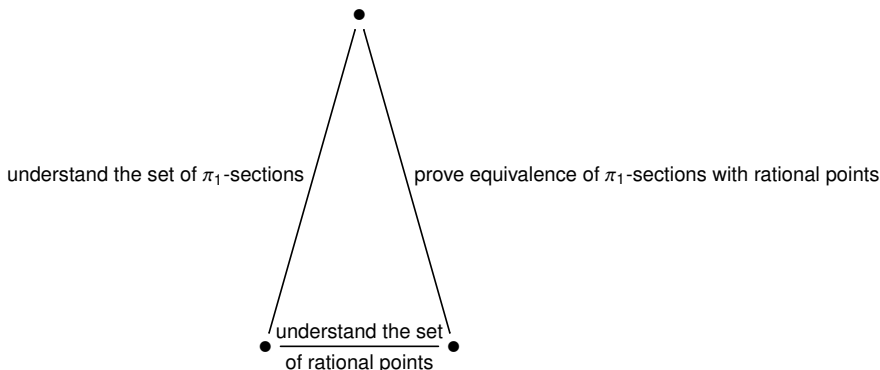 understand the set of π₁-sections
prove equivalence of π₁-sections with rational points
understand the set
of rational points